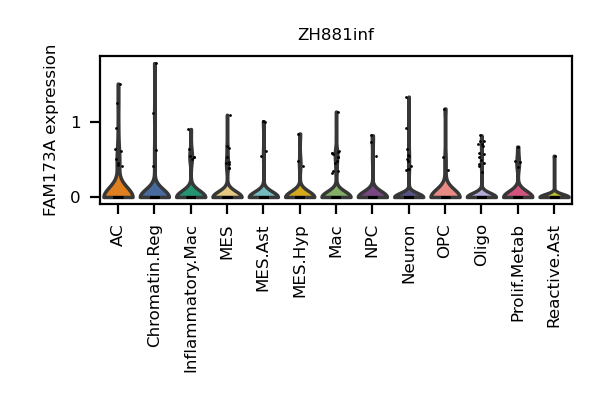 ZH881inf
FAM173A expression
1
0
AC
Chromatin.Reg
Inflammatory.Mac
MES
MES.Ast
MES.Hyp
Mac
NPC
Neuron
OPC
Oligo
Prolif.Metab
Reactive.Ast